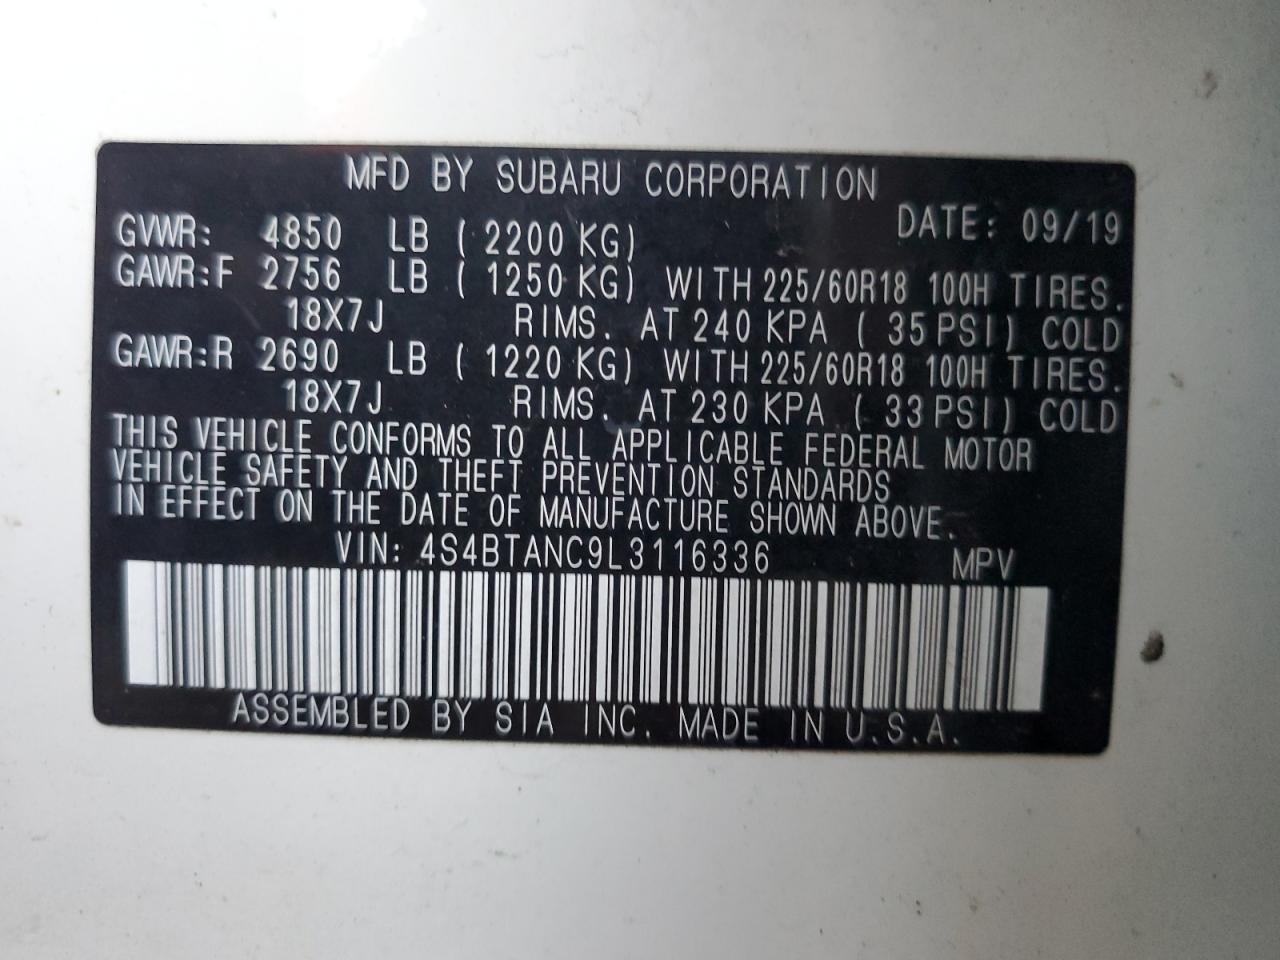 MFD BY SUBARU CORPORATION
DATE: 09/19
GVWR: 4850 LB ( 2200 KG)
GAWR:F 2756 LB ( 1250 KG) WITH 225/60R18 100H TIRES.
18X7J RIMS. AT 240 KPA ( 35 PSI) COLD
GAWR:R 2690 LB ( 1220 KG) WITH 225/60R18 100H TIRES.
18X7J RIMS. AT 230 KPA ( 33 PSI) COLD
THIS VEHICLE CONFORMS TO ALL APPLICABLE FEDERAL MOTOR
VEHICLE SAFETY AND THEFT PREVENTION STANDARDS
IN EFFECT ON THE DATE OF MANUFACTURE SHOWN ABOVE.
VIN: 4S4BTANC9L3116336 MPV
ASSEMBLED BY SIA INC. MADE IN U.S.A.